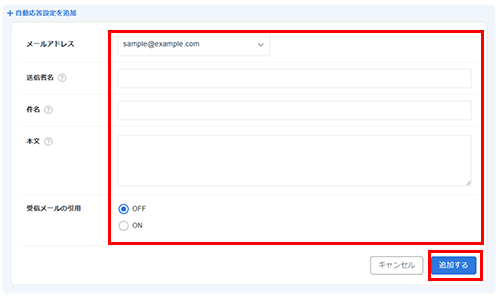 + 自動応答設定を追加
メールアドレス
sample@example.com
送信者名 ?
件名 ?
本文 ?
受信メールの引用
OFF
ON
キャンセル
追加する